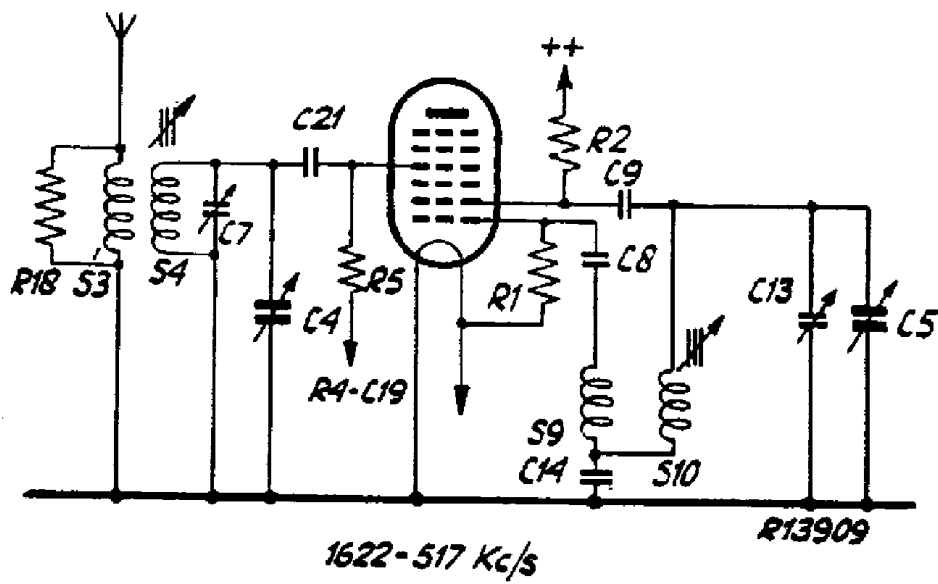 ++
C21
R2
C9
C7
R18
S3
S4
R5
R1
C8
C13
C4
C5
R4-C19
S9
C14
S10
R13909
1622-517 Kc/s